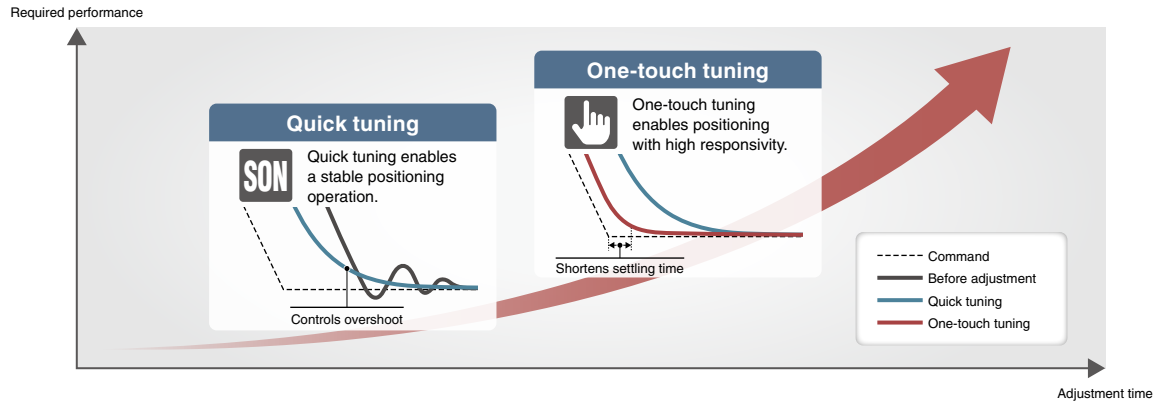 Required performance
One-touch tuning
One-touch tuning
enables positioning
with high responsivity.
Shortens settling time
Quick tuning
SON
Quick tuning enables
a stable positioning
operation.
Controls overshoot
Command
Before adjustment
Quick tuning
One-touch tuning
Adjustment time